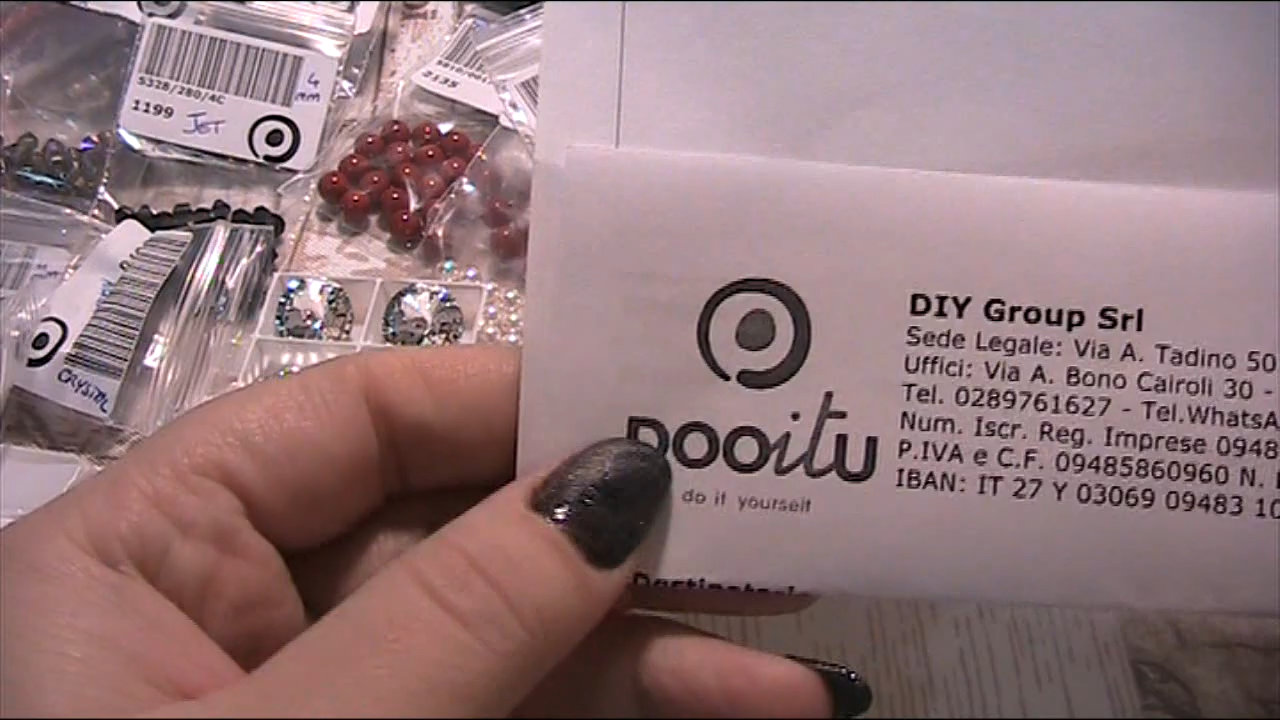 5328/280/4C
1199
JET
4
mm
2135
CRYSTAL
DIY Group Srl
Sede Legale: Via A. Tadino 50
Uffici: Via A. Bono Cairoli 30 -
Tel. 0289761627 - Tel.WhatsA
Num. Iscr. Reg. Imprese 0948
P.IVA e C.F. 09485860960 N.
IBAN: IT 27 Y 03069 09483 10
DOOitu
do it yourself